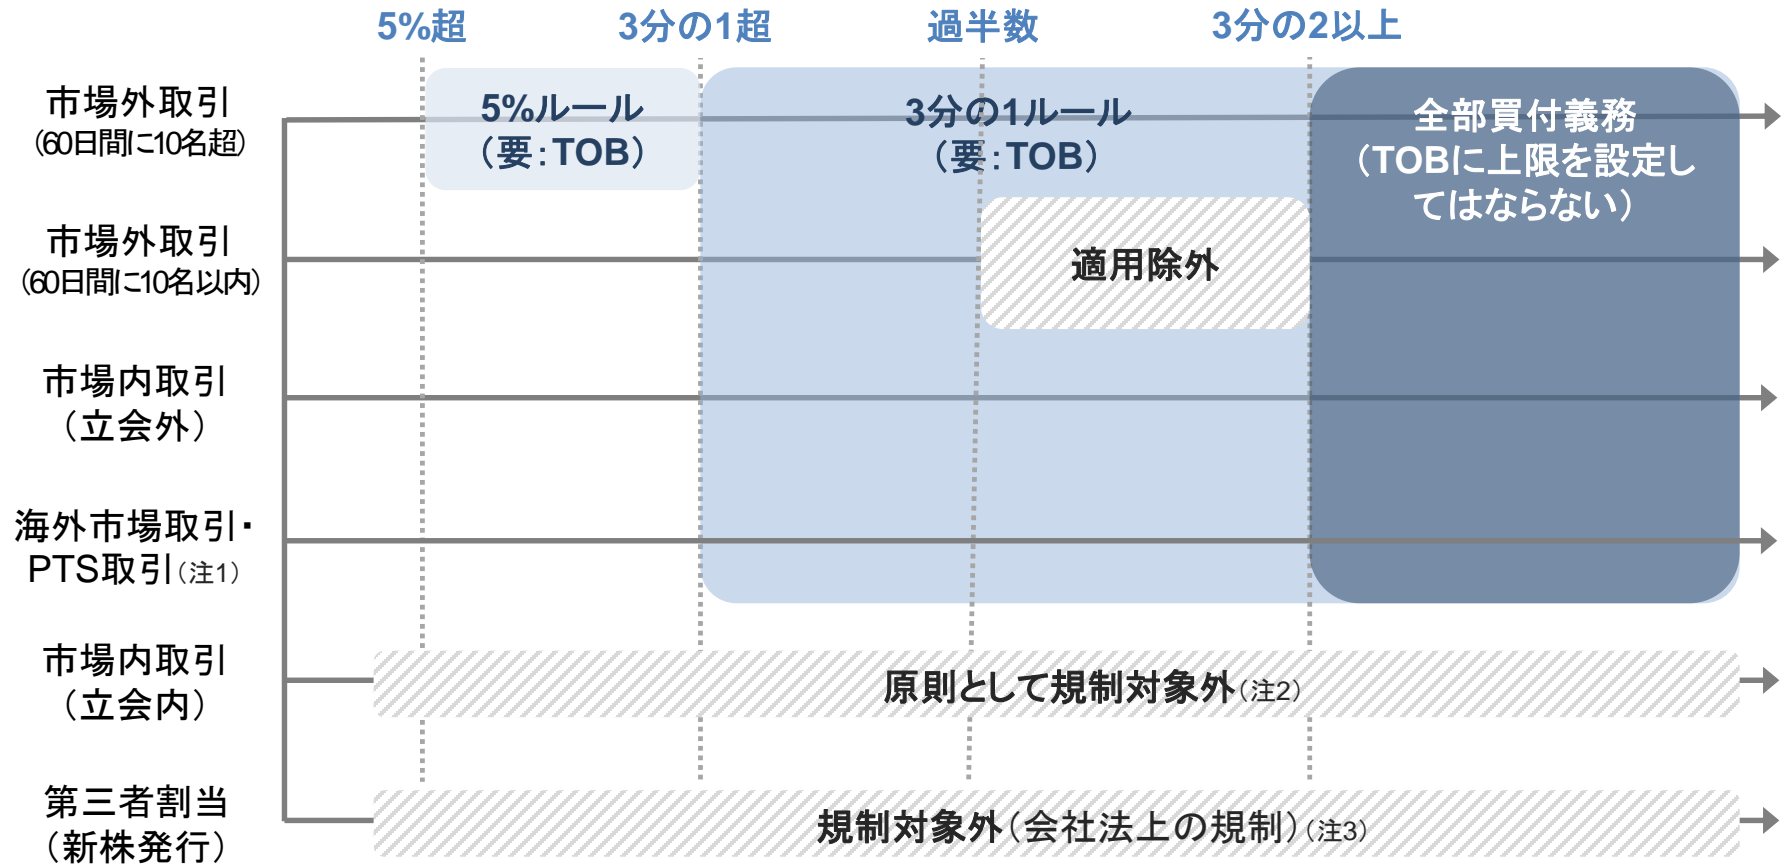 5%超
3分の1超
過半数
3分の2以上
市場外取引
（60日間に10名超）
5%ルール
（要：TOB）
3分の1ルール
（要：TOB）
全部買付義務
（TOBに上限を設定し
てはならない）
市場外取引
（60日間に10名以内）
適用除外
市場内取引
（立会外）
海外市場取引・
PTS取引（注1）
市場内取引
（立会内）
原則として規制対象外（注2）
第三者割当
（新株発行）
規制対象外（会社法上の規制）（注3）